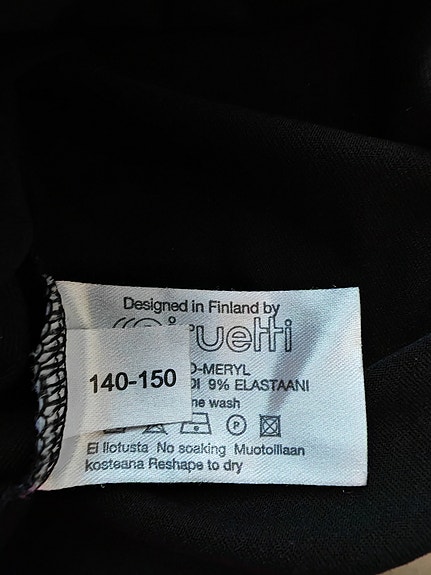 Designed in Finland by
uetti
140-150
O-MERYL
DI 9% ELASTAANI
ne wash
P
Ei liotusta No soaking Muotoillaan
kosteana Reshape to dry